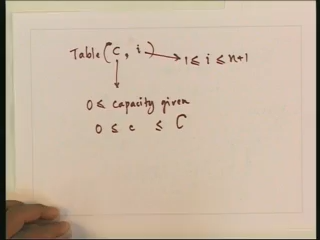 Table (C, i) → 1 ≤ i ≤ n+1
0 ≤ capacity given
0 ≤ c ≤ C